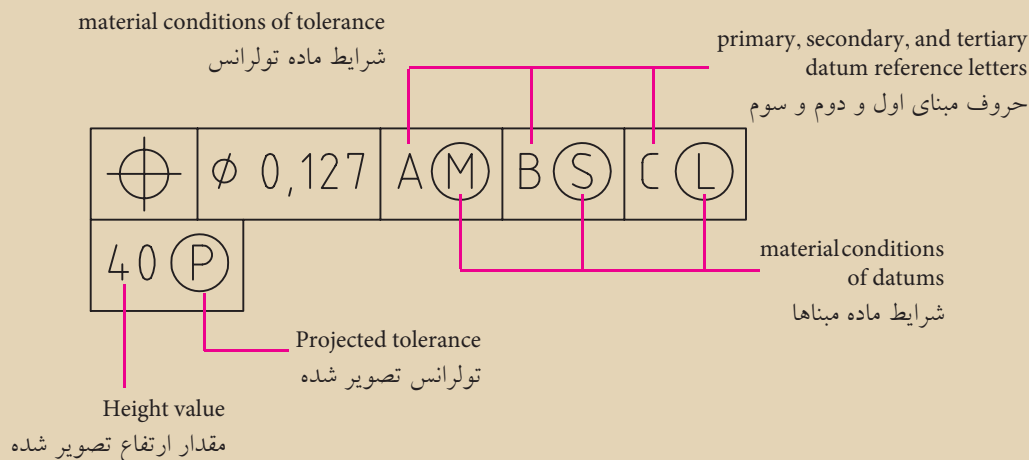 material conditions of tolerance
شرایط ماده تولرانس
primary, secondary, and tertiary
datum reference letters
حروف مبنای اول و دوم و سوم
⌀ 0,127 A Ⓜ B Ⓢ C Ⓛ
40 Ⓟ
material conditions
of datums
شرایط ماده مبناها
Projected tolerance
تولرانس تصویر شده
Height value
مقدار ارتفاع تصویر شده